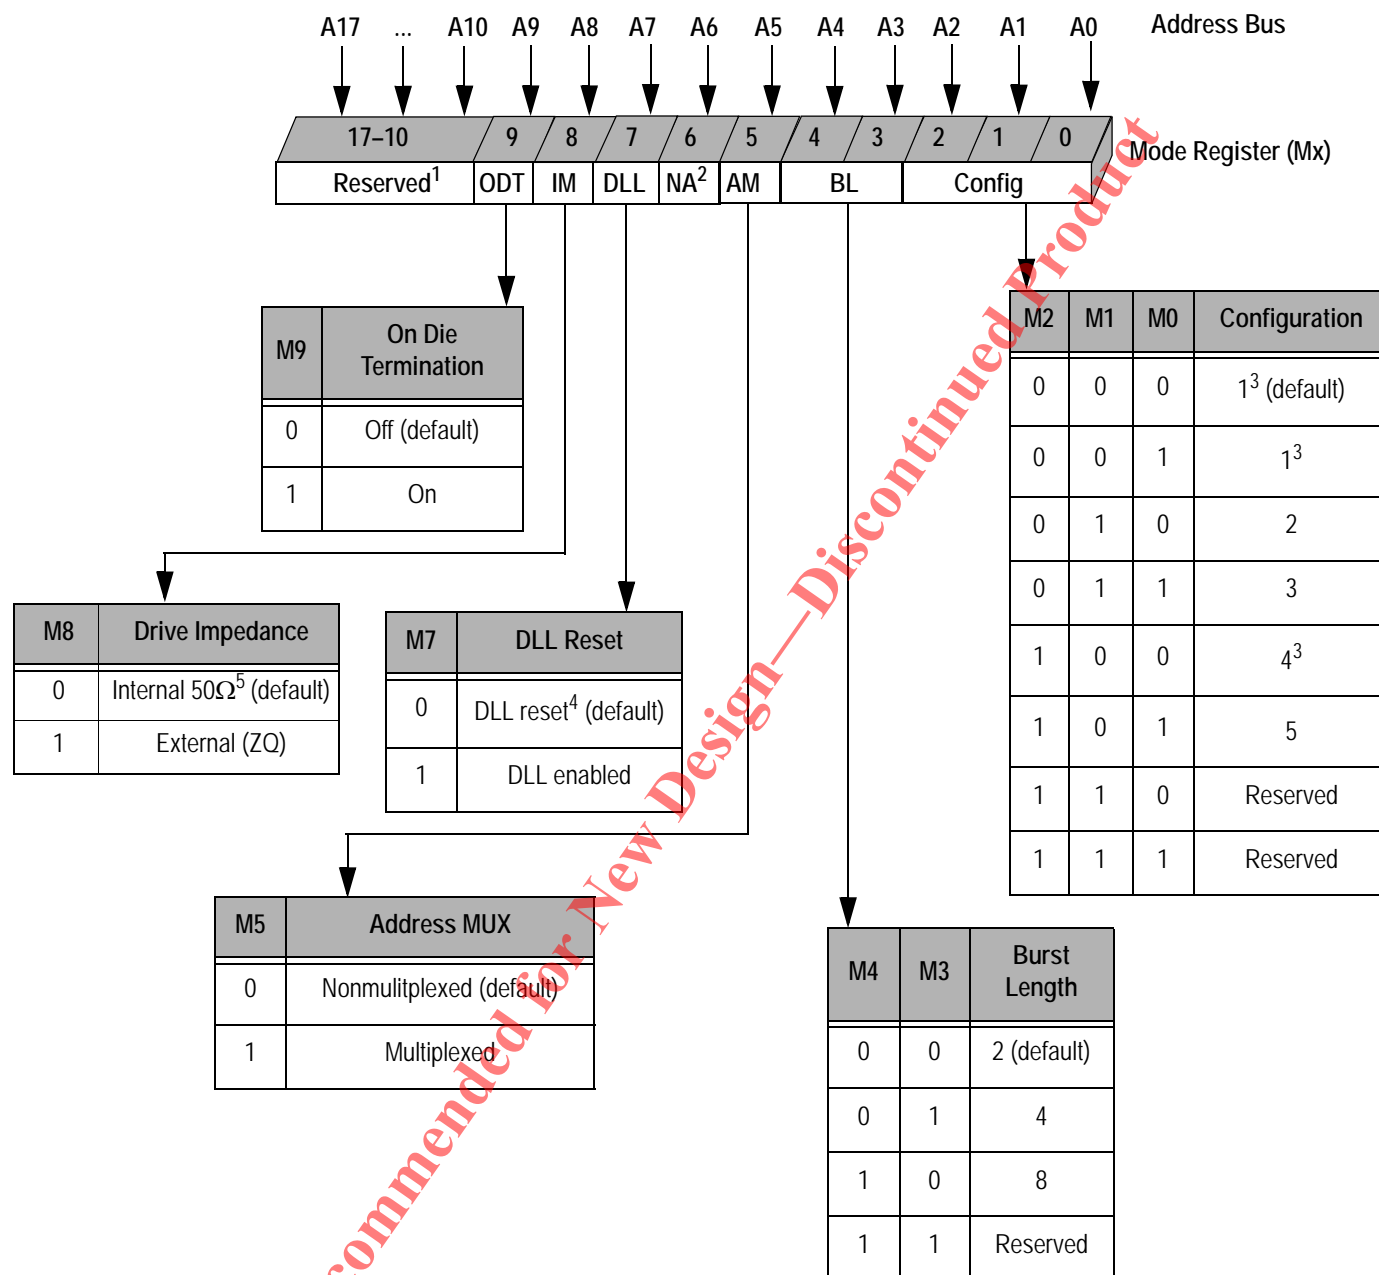 A17 ... A10 A9 A8 A7 A6 A5 A4 A3 A2 A1 A0 Address Bus
17–10 9 8 7 6 5 4 3 2 1 0
Mode Register (Mx)
Reserved1 ODT IM DLL NA2 AM BL Config
M9 On Die Termination
0 Off (default)
1 On
M2 M1 M0 Configuration
0 0 0 13 (default)
0 0 1 13
0 1 0 2
0 1 1 3
1 0 0 43
1 0 1 5
1 1 0 Reserved
1 1 1 Reserved
M8 Drive Impedance
0 Internal 50Ω5 (default)
1 External (ZQ)
M7 DLL Reset
0 DLL reset4 (default)
1 DLL enabled
M5 Address MUX
0 Nonmulitplexed (default)
1 Multiplexed
M4 M3 Burst Length
0 0 2 (default)
0 1 4
1 0 8
1 1 Reserved
commended for New Design—Discontinued Product